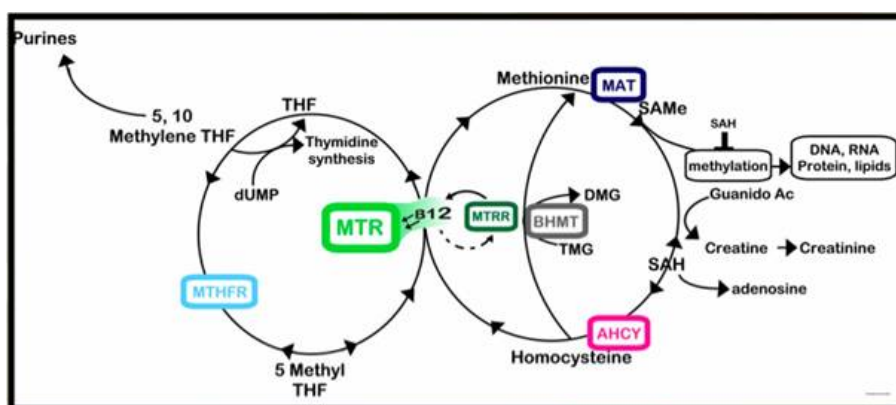 Purines
5, 10
Methylene THF
THF
Thymidine
synthesis
dUMP
MTHFR
5 Methyl
THF
MTR
B12
MTRR
BHMT
DMG
TMG
Methionine
MAT
SAMe
SAH
methylation
DNA, RNA
Protein, lipids
Guanido Ac
Creatine
Creatinine
SAH
adenosine
AHCY
Homocysteine